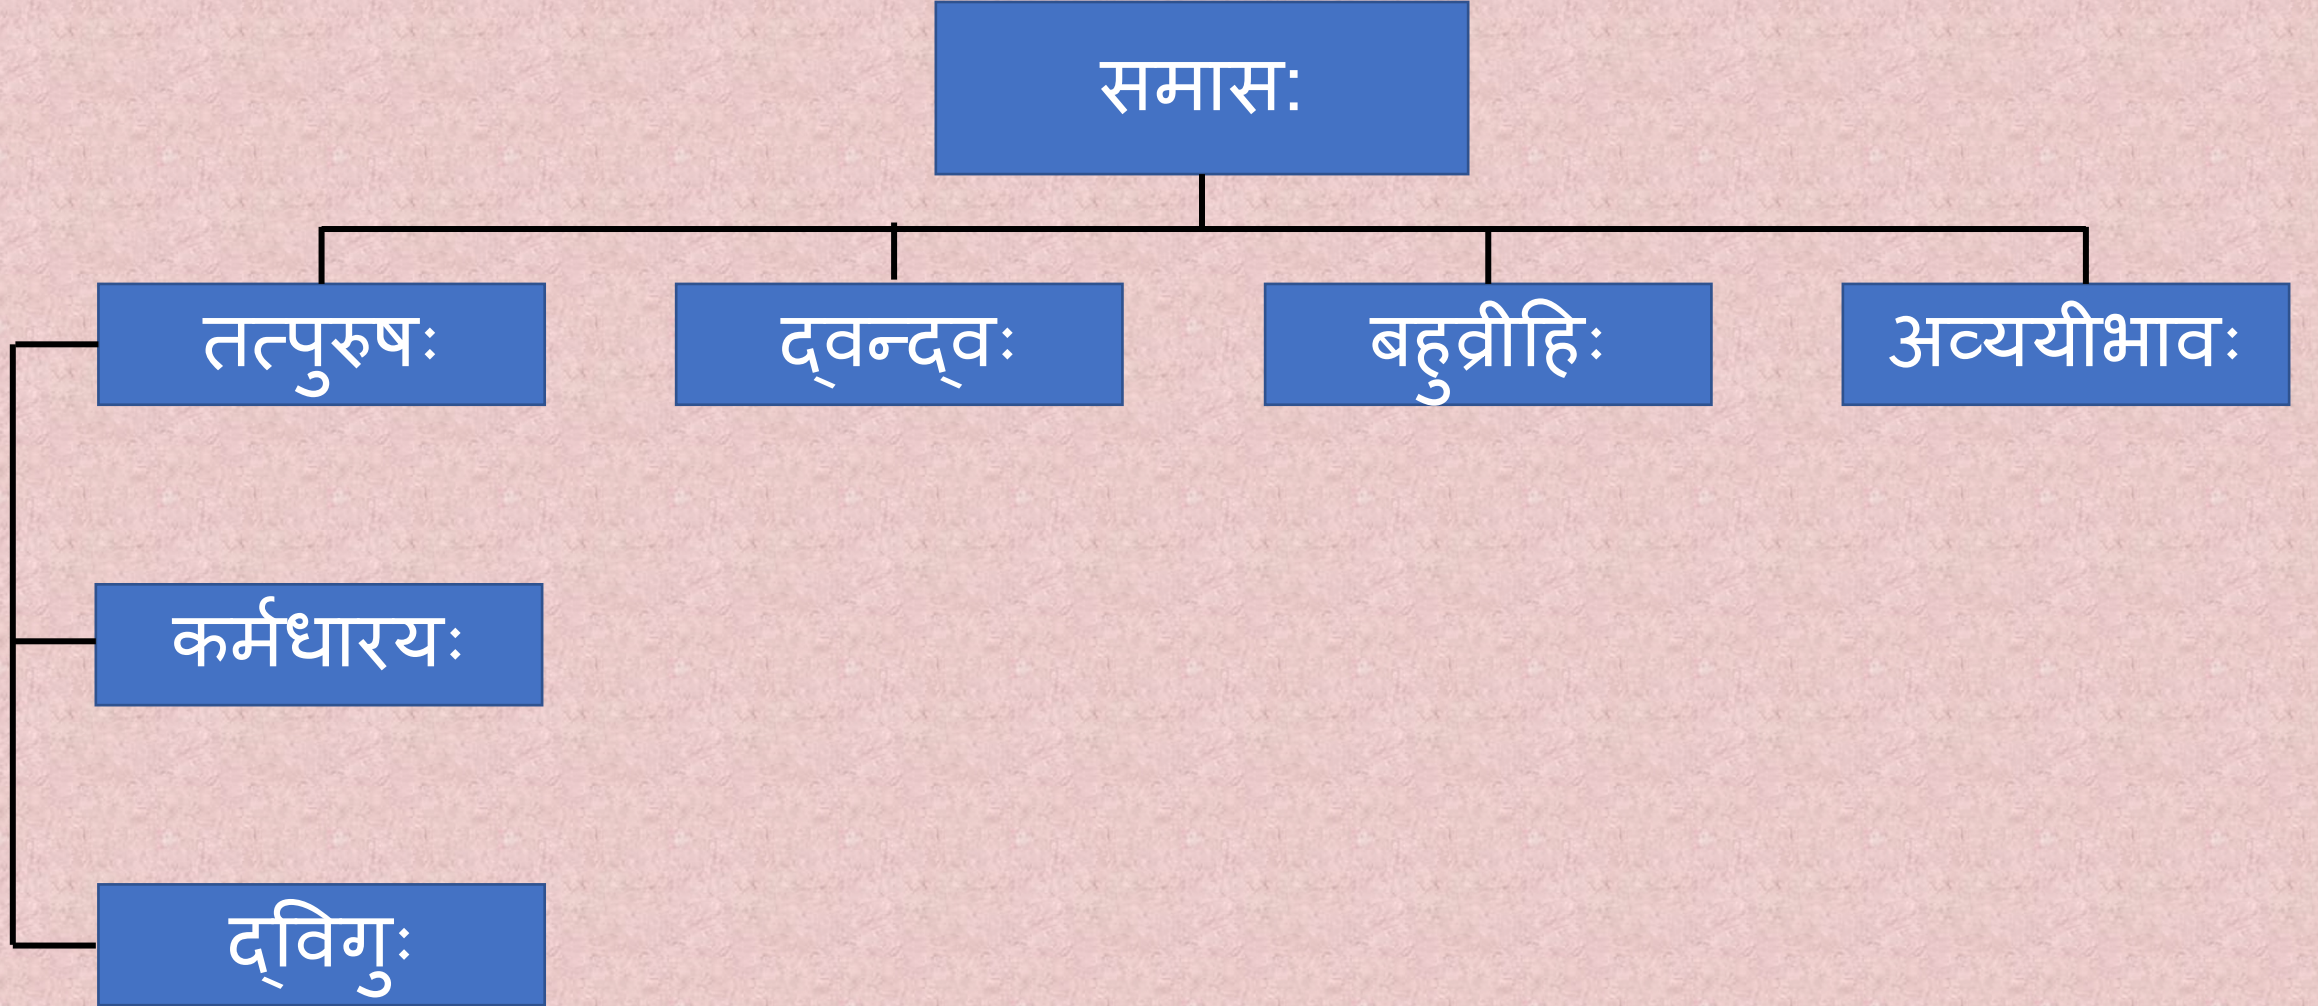 समास:
तत्पुरुषः
द्वन्द्वः
बहुव्रीहिः
अव्ययीभावः
कर्मधारयः
द्विगुः